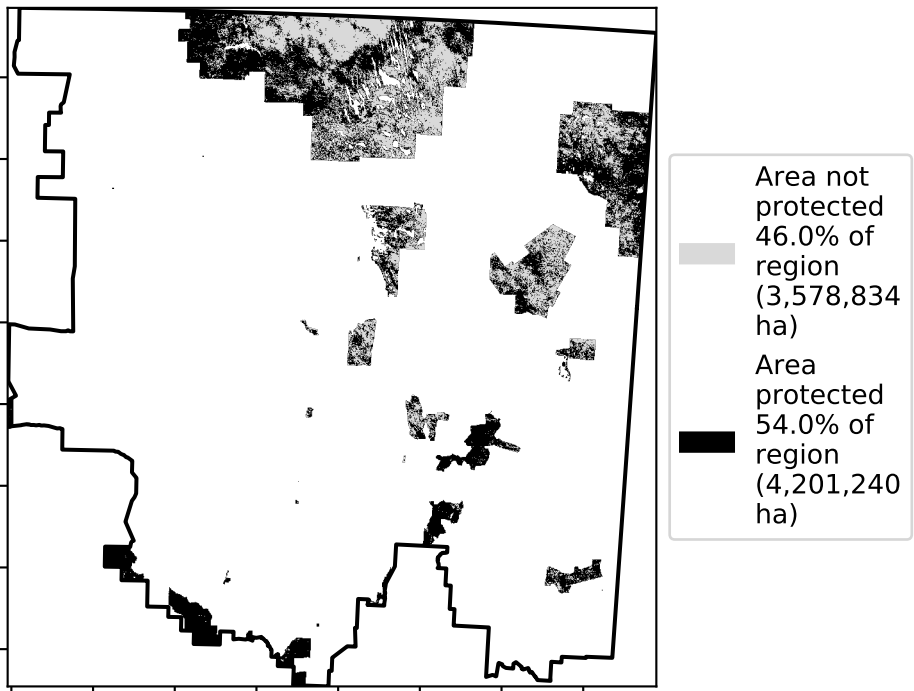 Area not
protected
46.0% of
region
(3,578,834
ha)
Area
protected
54.0% of
region
(4,201,240
ha)